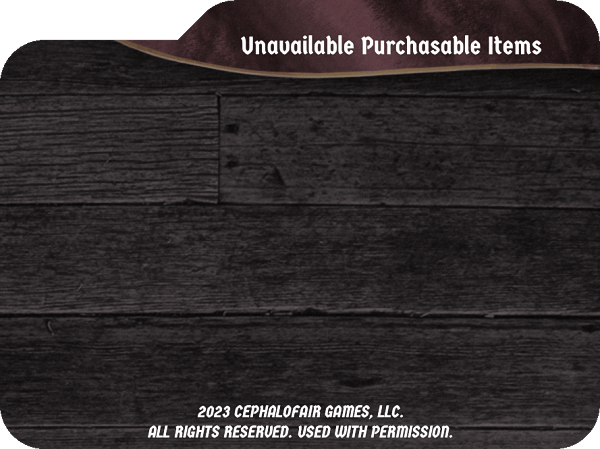 Unavailable Purchasable Items
2023 CEPHALOFAIR GAMES, LLC.
ALL RIGHTS RESERVED. USED WITH PERMISSION.